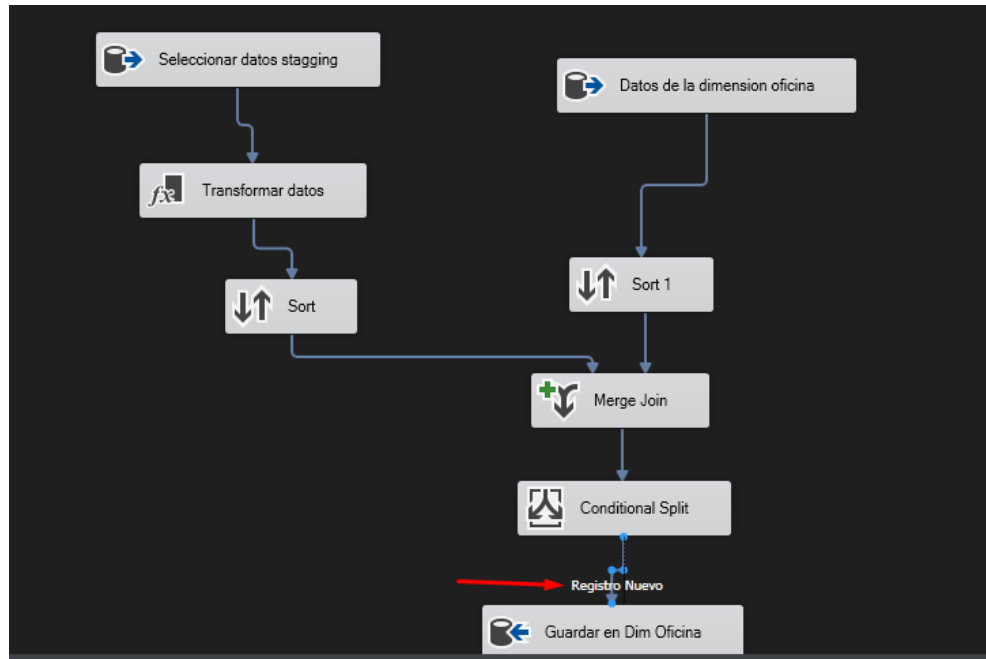 Seleccionar datos stagging
Datos de la dimension oficina
Transformar datos
Sort
Sort 1
Merge Join
Conditional Split
Registro Nuevo
Guardar en Dim Oficina